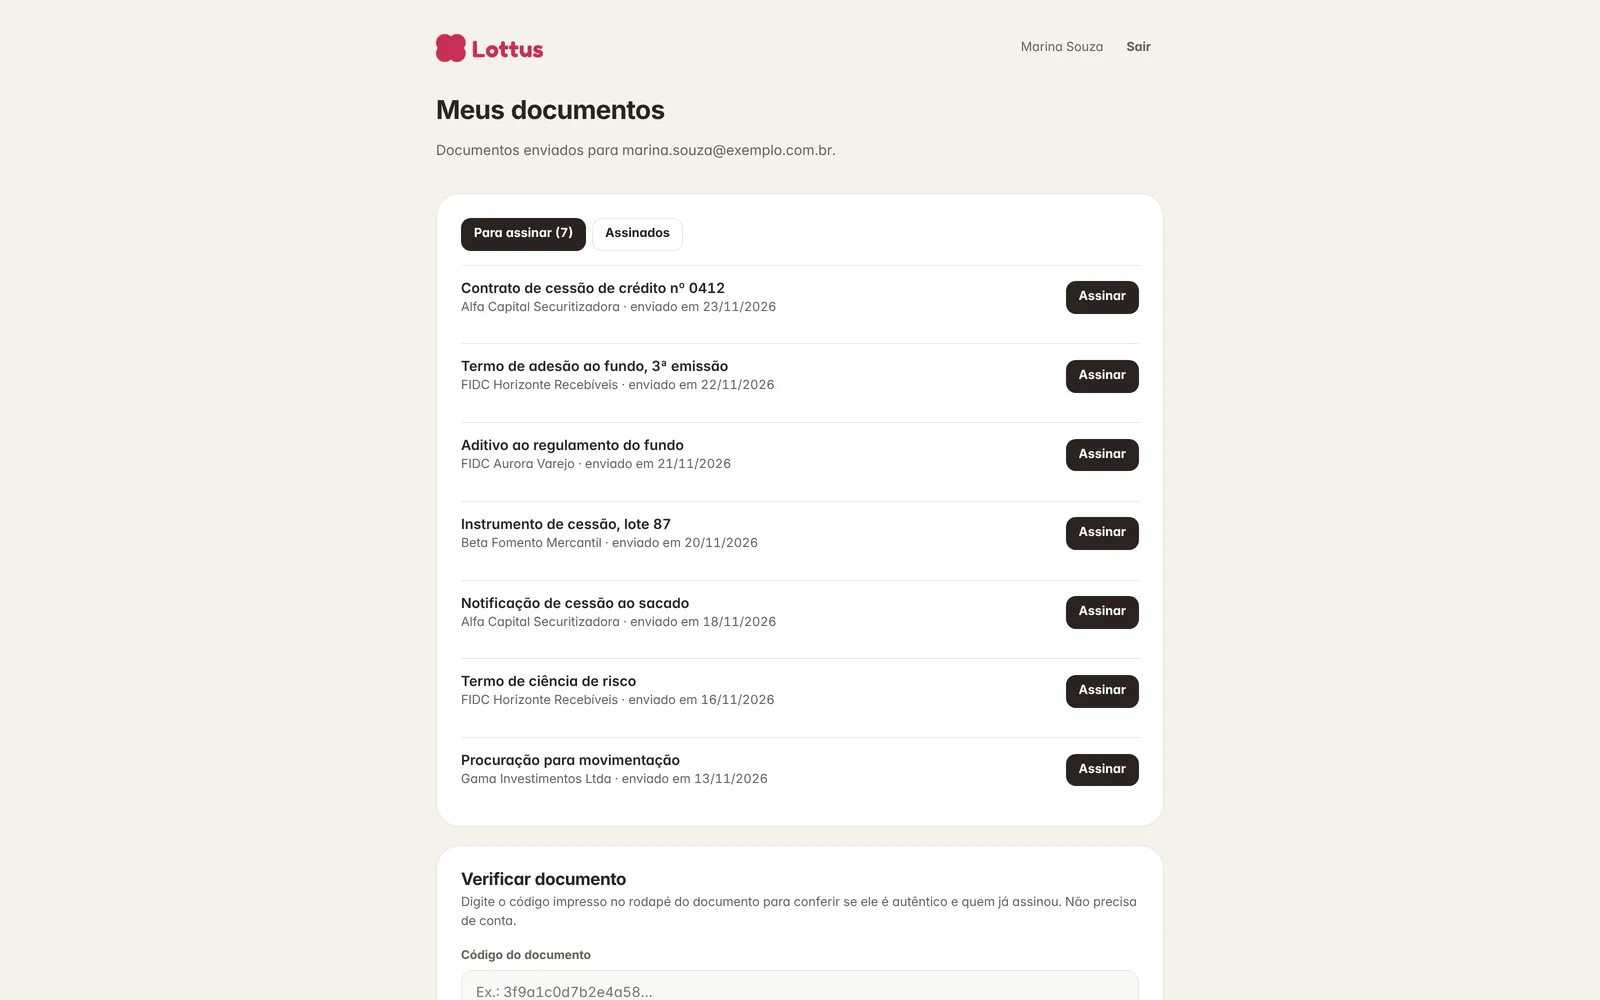 Lottus
Marina Souza
Sair
Meus documentos
Documentos enviados para marina.souza@exemplo.com.br.
Para assinar (7)
Assinados
Contrato de cessão de crédito nº 0412
Alfa Capital Securitizadora · enviado em 23/11/2026
Assinar
Termo de adesão ao fundo, 3ª emissão
FIDC Horizonte Recebíveis · enviado em 22/11/2026
Assinar
Aditivo ao regulamento do fundo
FIDC Aurora Varejo · enviado em 21/11/2026
Assinar
Instrumento de cessão, lote 87
Beta Fomento Mercantil · enviado em 20/11/2026
Assinar
Notificação de cessão ao sacado
Alfa Capital Securitizadora · enviado em 18/11/2026
Assinar
Termo de ciência de risco
FIDC Horizonte Recebíveis · enviado em 16/11/2026
Assinar
Procuração para movimentação
Gama Investimentos Ltda · enviado em 13/11/2026
Assinar
Verificar documento
Digite o código impresso no rodapé do documento para conferir se ele é autêntico e quem já assinou. Não precisa
de conta.
Código do documento
Ex.: 3f9a1c0d7b2e4a58...